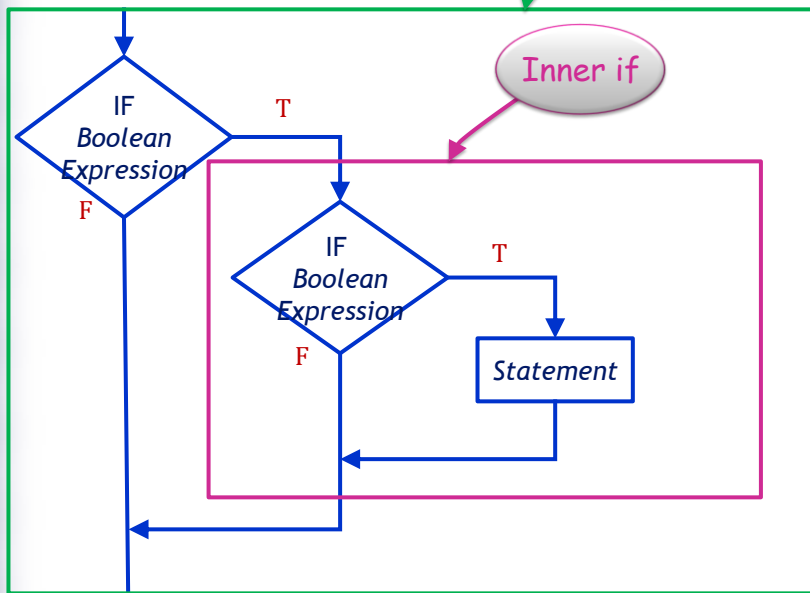 Inner if
IF
Boolean
Expression
T
F
IF
Boolean
Expression
T
F
Statement